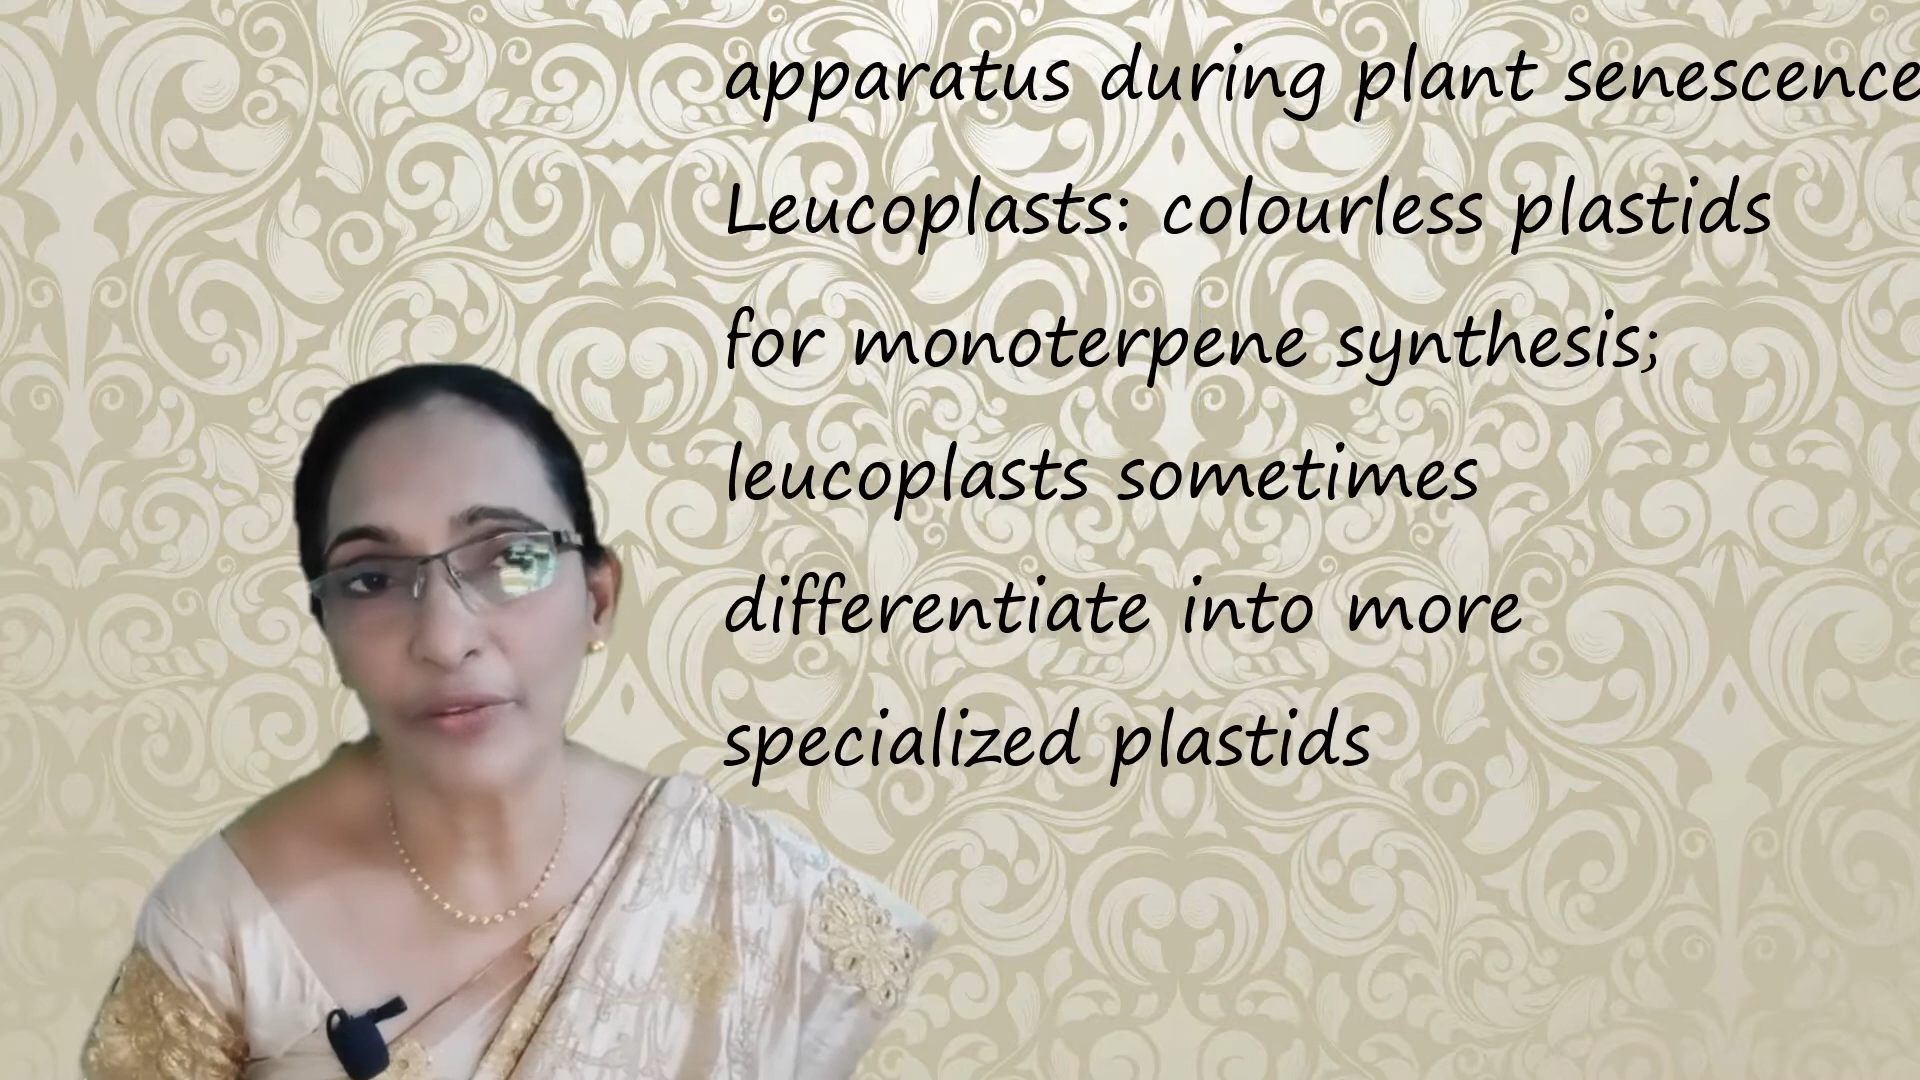 apparatus during plant senescence
Leucoplasts: colourless plastids
for monoterpene synthesis;
leucoplasts sometimes
differentiate into more
specialized plastids